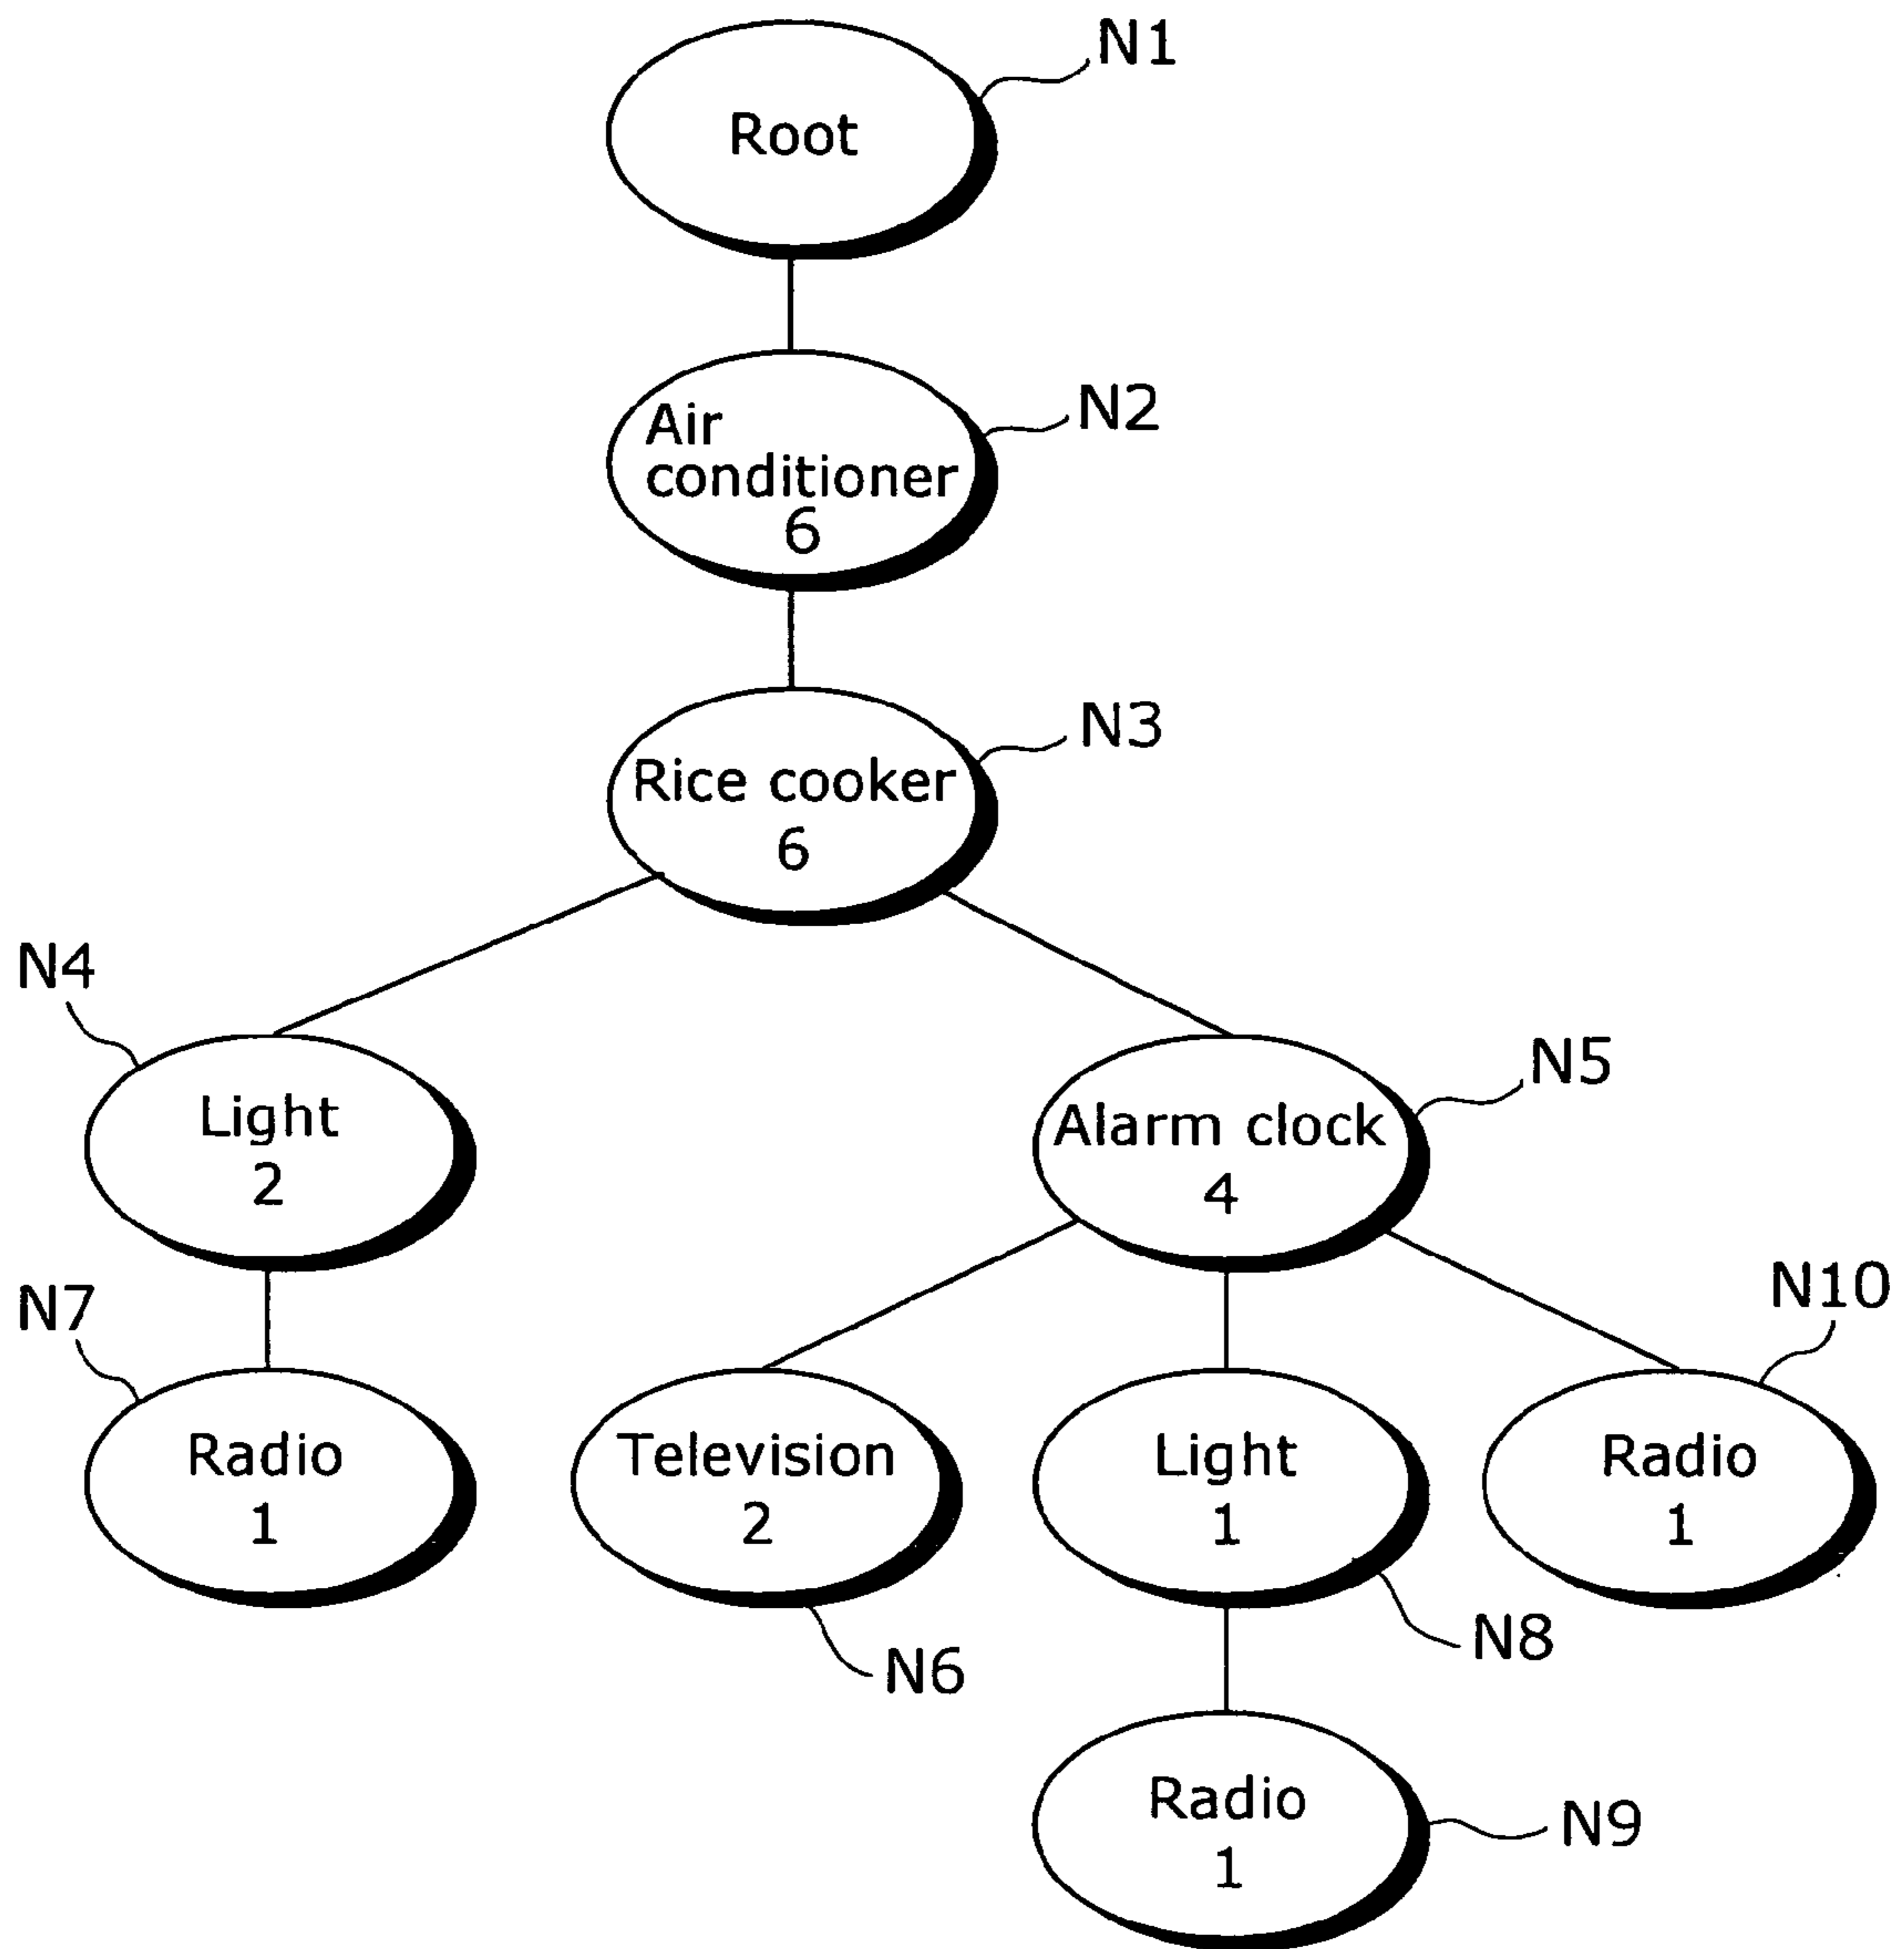 N1
Root
N2
Air
conditioner
6
N3
Rice cooker
6
N4
Light
2
N5
Alarm clock
4
N7
Radio
1
Television
2
N6
Light
1
N8
N10
Radio
1
Radio
1
N9